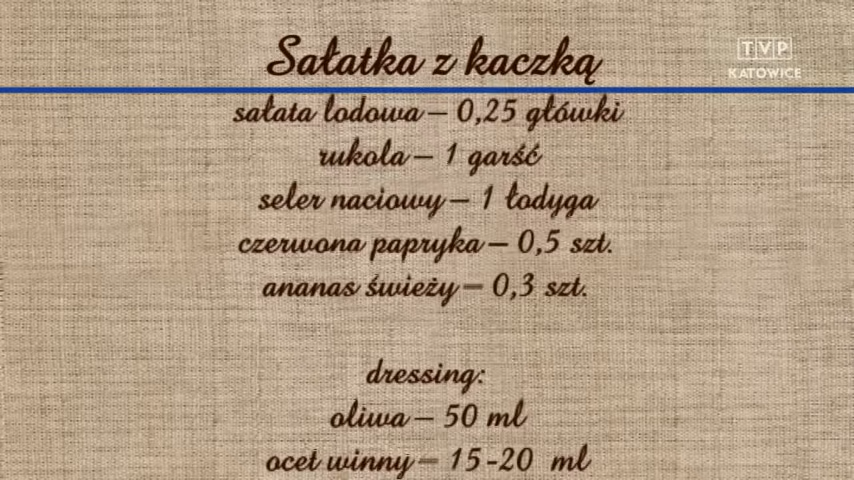 Sałatka z kaczką
TVP
KATOWICE
sałata lodowa – 0,25 główki
rukola – 1 garść
seler naciowy – 1 łodyga
czerwona papryka – 0,5 szt.
ananas świeży – 0,3 szt.
dressing:
oliwa – 50 ml
ocet winny – 15-20 ml